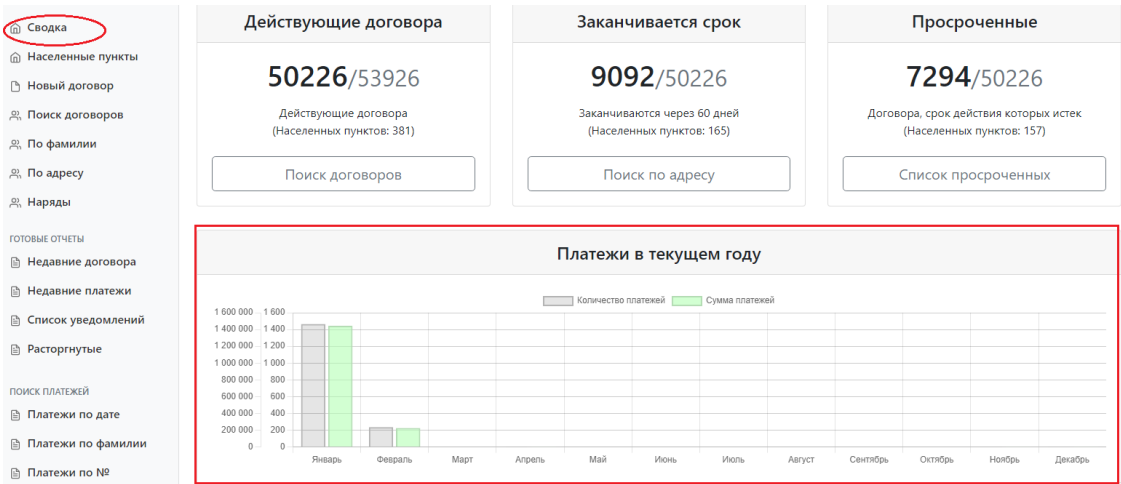 Сводка
Населенные пункты
Новый договор
Поиск договоров
По фамилии
По адресу
Наряды
ГОТОВЫЕ ОТЧЕТЫ
Недавние договора
Недавние платежи
Список уведомлений
Расторгнутые
ПОИСК ПЛАТЕЖЕЙ
Платежи по дате
Платежи по фамилии
Платежи по №
Действующие договора
50226/53926
Действующие договора
(Населенных пунктов: 381)
Поиск договоров
Заканчивается срок
9092/50226
Заканчиваются через 60 дней
(Населенных пунктов: 165)
Поиск по адресу
Просроченные
7294/50226
Договора, срок действия которых истек
(Населенных пунктов: 157)
Список просроченных
Платежи в текущем году
Количество платежей Сумма платежей
1 600 000 1 600
1 400 000 1 400
1 200 000 1 200
1 000 000 1 000
800 000 800
600 000 600
400 000 400
200 000 200
0 0
Январь Февраль Март Апрель Май Июнь Июль Август Сентябрь Октябрь Ноябрь Декабрь